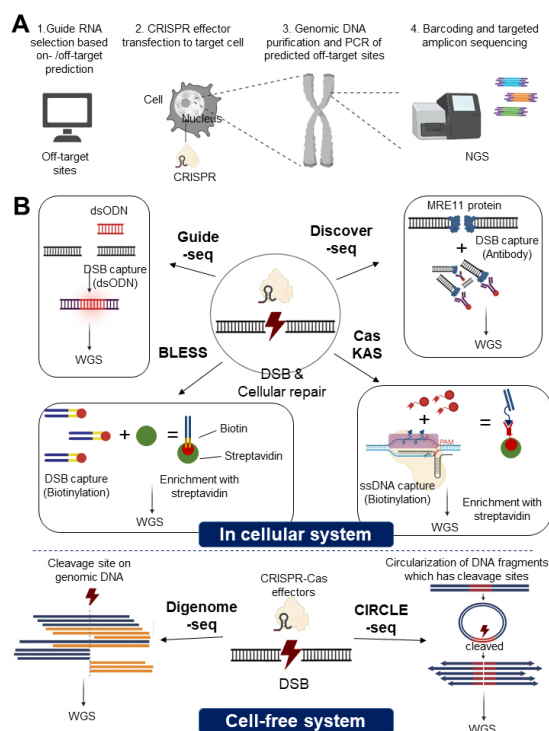 A
1.Guide RNA
selection based
on- /off-target
prediction
2. CRISPR effector
transfection to target cell
3. Genomic DNA
purification and PCR of
predicted off-target sites
4. Barcoding and targeted
amplicon sequencing
Cell
Nucleus
Off-target
sites
CRISPR
NGS
B
dsODN
DSB capture
(dsODN)
WGS
Guide
-seq
Discover
-seq
MRE11 protein
+
DSB capture
(Antibody)
WGS
BLESS
Cas
KAS
DSB &
Cellular repair
+
=
Biotin
Streptavidin
DSB capture
(Biotinylation)
Enrichment with
streptavidin
WGS
+
=
PAM
ssDNA capture
(Biotinylation)
Enrichment with
streptavidin
WGS
In cellular system
Cleavage site on
genomic DNA
WGS
Digenome
-seq
CRISPR-Cas
effectors
DSB
CIRCLE
-seq
Circularization of DNA fragments
which has cleavage sites
cleaved
WGS
Cell-free system